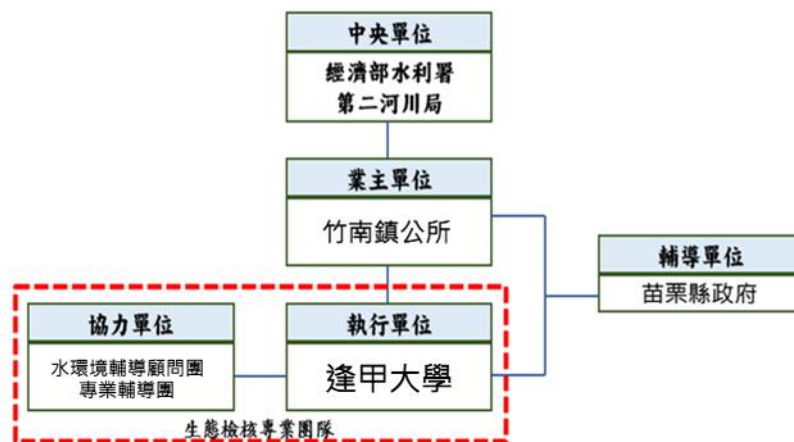 中央單位
經濟部水利署
第二河川局
業主單位
竹南鎮公所
輔導單位
苗栗縣政府
協力單位
水環境輔導顧問團
專業輔導團
執行單位
逢甲大學
生態檢核專業團隊